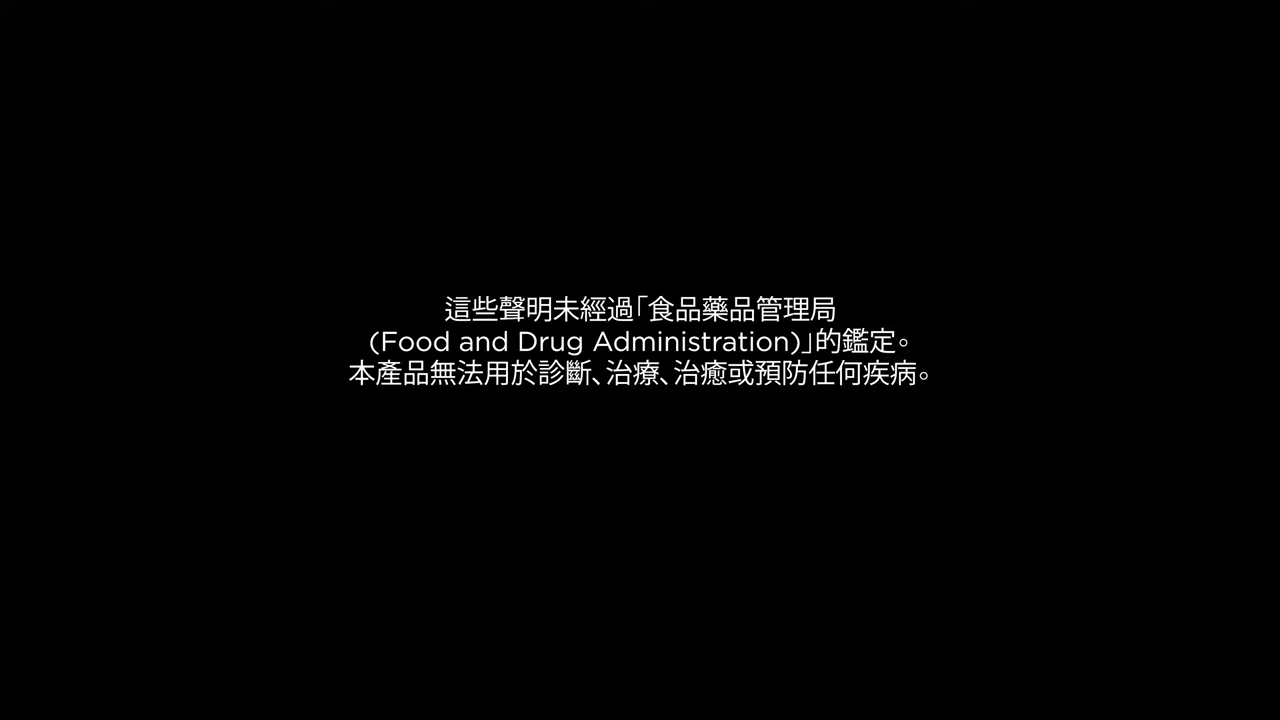 這些聲明未經過「食品藥品管理局
(Food and Drug Administration)」的鑑定。
本產品無法用於診斷、治療、治癒或預防任何疾病。